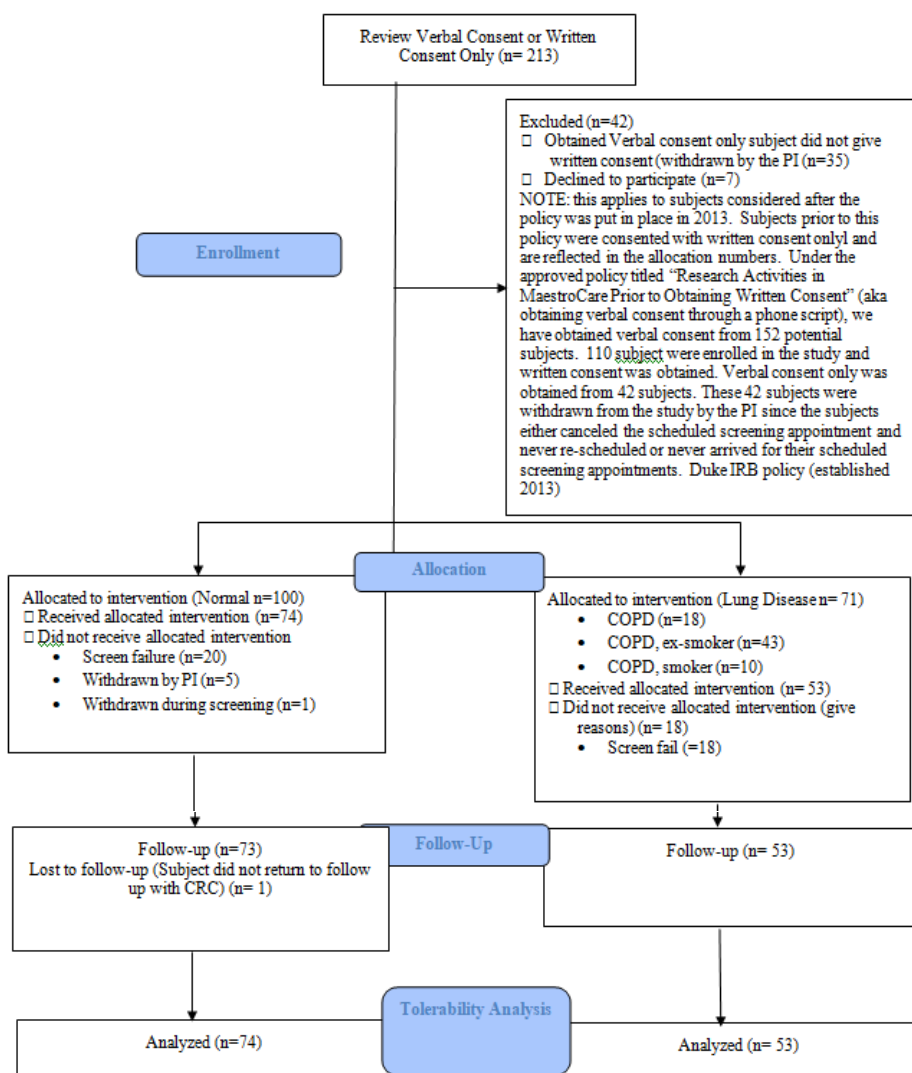 Review Verbal Consent or Written
Consent Only (n= 213)
Excluded (n=42)
□ Obtained Verbal consent only subject did not give
written consent (withdrawn by the PI (n=35)
□ Declined to participate (n=7)
NOTE: this applies to subjects considered after the
policy was put in place in 2013. Subjects prior to this
policy were consented with written consent onlyl and
are reflected in the allocation numbers. Under the
approved policy titled “Research Activities in
MaestroCare Prior to Obtaining Written Consent” (aka
obtaining verbal consent through a phone script), we
have obtained verbal consent from 152 potential
subjects. 110 subject were enrolled in the study and
written consent was obtained. Verbal consent only was
obtained from 42 subjects. These 42 subjects were
withdrawn from the study by the PI since the subjects
either canceled the scheduled screening appointment and
never re-scheduled or never arrived for their scheduled
screening appointments. Duke IRB policy (established
2013)
Enrollment
Allocation
Allocated to intervention (Normal n=100)
□ Received allocated intervention (n=74)
□ Did not receive allocated intervention
• Screen failure (n=20)
• Withdrawn by PI (n=5)
• Withdrawn during screening (n=1)
Allocated to intervention (Lung Disease n= 71)
• COPD (n=18)
• COPD, ex-smoker (n=43)
• COPD, smoker (n=10)
□ Received allocated intervention (n= 53)
□ Did not receive allocated intervention (give
reasons) (n= 18)
• Screen fail (=18)
Follow-Up
Follow-up (n=73)
Lost to follow-up (Subject did not return to follow
up with CRC) (n= 1)
Follow-up (n= 53)
Tolerability Analysis
Analyzed (n=74)
Analyzed (n= 53)